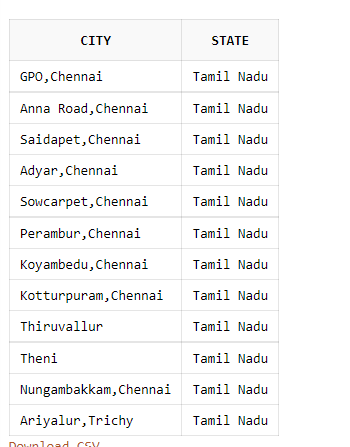 CITY STATE
GPO,Chennai Tamil Nadu
Anna Road,Chennai Tamil Nadu
Saidapet,Chennai Tamil Nadu
Adyar,Chennai Tamil Nadu
Sowcarpet,Chennai Tamil Nadu
Perambur,Chennai Tamil Nadu
Koyambedu,Chennai Tamil Nadu
Kotturpuram,Chennai Tamil Nadu
Thiruvallur Tamil Nadu
Theni Tamil Nadu
Nungambakkam,Chennai Tamil Nadu
Ariyalur,Trichy Tamil Nadu
Download CSV